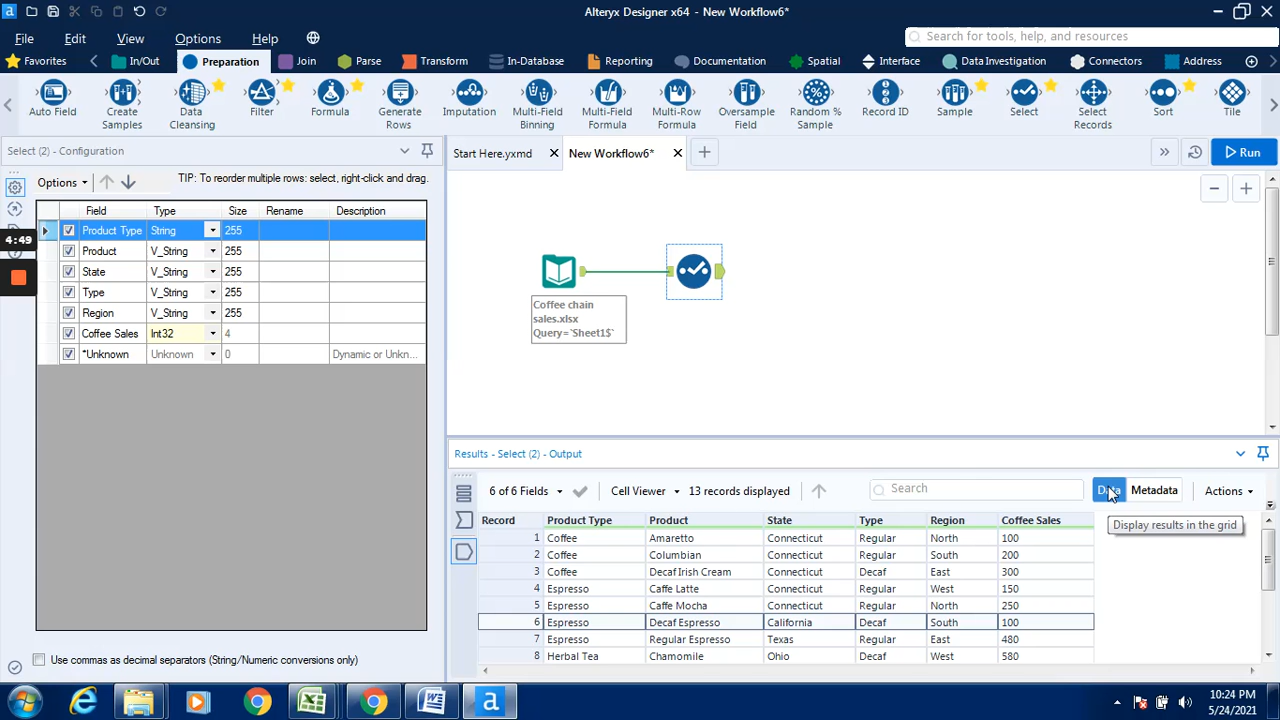 Alteryx Designer x64 - New Workflow6*
File Edit View Options Help
Search for tools, help, and resources
Favorites In/Out Preparation Join Parse Transform In-Database Reporting Documentation Spatial Interface Data Investigation Connectors Address
Auto Field
Create
Samples
Data
Cleansing
Filter
Formula
Generate
Rows
Imputation
Multi-Field
Binning
Multi-Field
Formula
Multi-Row
Formula
Oversample
Field
Random %
Sample
Record ID
Sample
Select
Select
Records
Sort
Tile
Select (2) - Configuration
Start Here.yxmd
New Workflow6*
Run
Options
TIP: To reorder multiple rows: select, right-click and drag.
Field Type Size Rename Description
Product Type String 255
Product V_String 255
State V_String 255
Type V_String 255
Region V_String 255
Coffee Sales Int32 4
*Unknown Unknown 0 Dynamic or Unkn...
4:49
Coffee chain
sales.xlsx
Query=`Sheet1$`
Results - Select (2) - Output
6 of 6 Fields Cell Viewer 13 records displayed Search Data Metadata Actions
Display results in the grid
Record Product Type Product State Type Region Coffee Sales
1 Coffee Amaretto Connecticut Regular North 100
2 Coffee Columbian Connecticut Regular South 200
3 Coffee Decaf Irish Cream Connecticut Decaf East 300
4 Espresso Caffe Latte Connecticut Regular West 150
5 Espresso Caffe Mocha Connecticut Regular North 250
6 Espresso Decaf Espresso California Decaf South 100
7 Espresso Regular Espresso Texas Regular East 480
8 Herbal Tea Chamomile Ohio Decaf West 580
Use commas as decimal separators (String/Numeric conversions only)
10:24 PM
5/24/2021